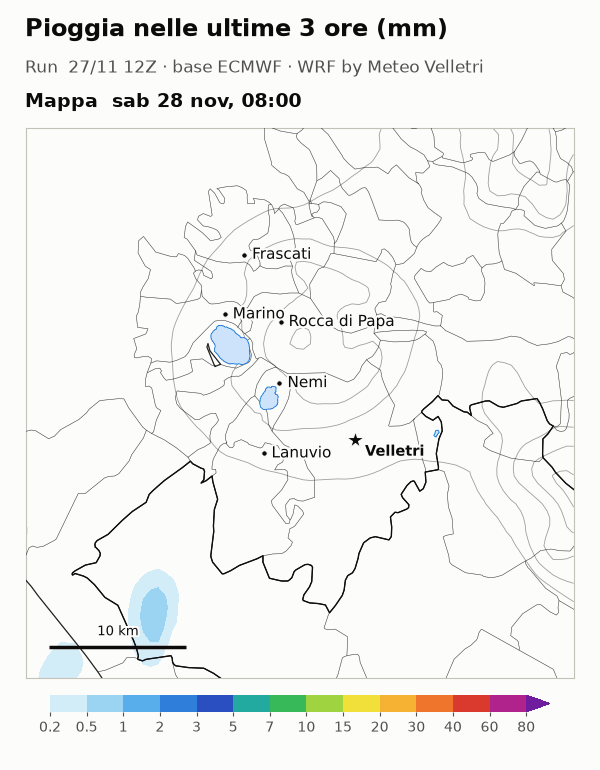 Pioggia nelle ultime 3 ore (mm)
Run  27/11 12Z · base ECMWF · WRF by Meteo Velletri
Mappa  sab 28 nov, 08:00
Frascati
Marino
Rocca di Papa
Nemi
Velletri
Lanuvio
10 km
0.2 0.5 1 2 3 5 7 10 15 20 30 40 60 80